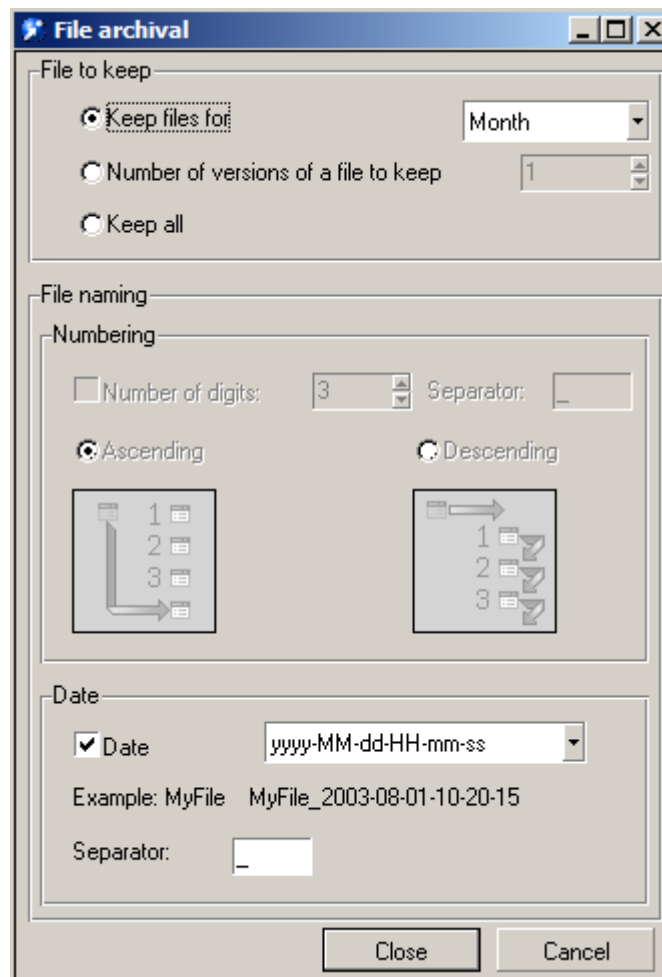 File archival
File to keep
Keep files for Month
Number of versions of a file to keep 1
Keep all
File naming
Numbering
Number of digits: 3 Separator: _
Ascending Descending
1 1
2 2
3 3
Date
Date yyyy-MM-dd-HH-mm-ss
Example: MyFile MyFile_2003-08-01-10-20-15
Separator: _
Close Cancel